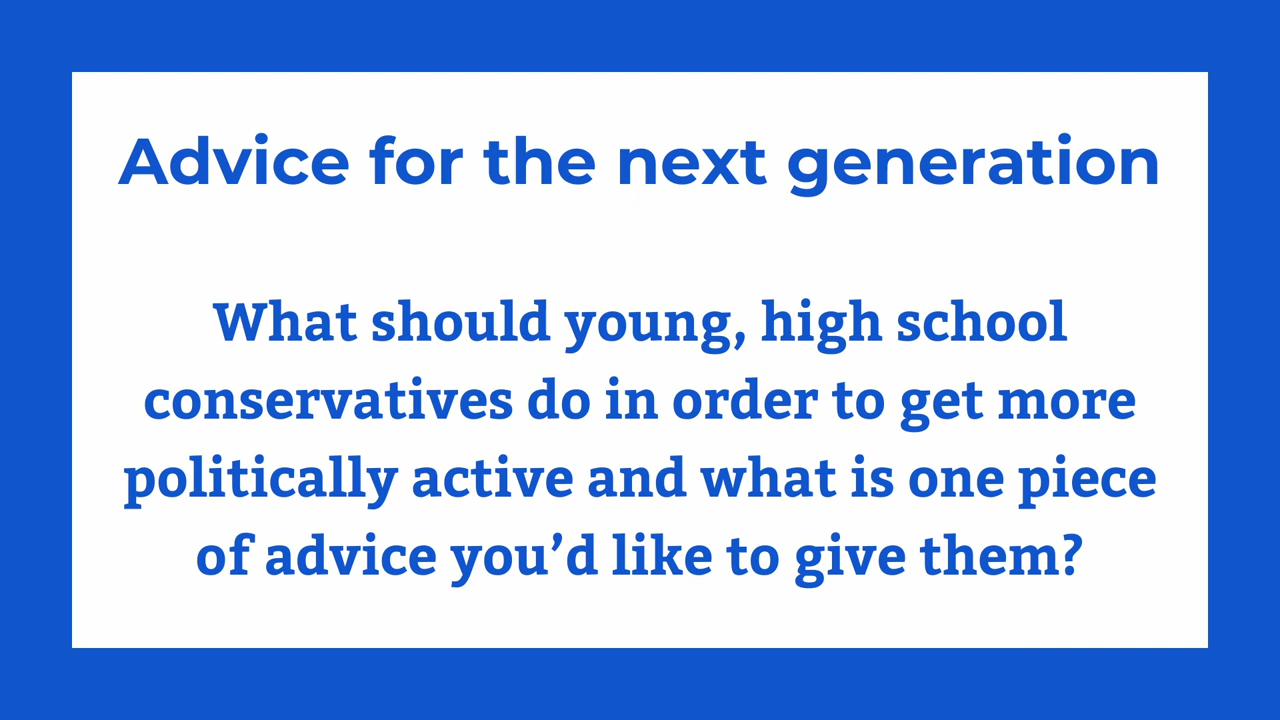 Advice for the next generation
What should young, high school
conservatives do in order to get more
politically active and what is one piece
of advice you’d like to give them?